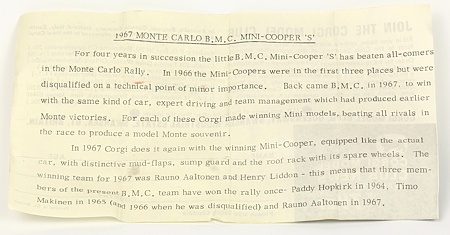 1967 MONTE CARLO B.M.C. MINI-COOPER 'S'
For four years in succession the little B.M.C. Mini-Cooper 'S' has beaten all-comers
in the Monte Carlo Rally. In 1966 the Mini-Coopers were in the first three places but were
disqualified on a technical point of minor importance. Back came B.M.C. in 1967, to win
with the same kind of car, expert driving and team management which had produced earlier
Monte victories. For each of these Corgi made winning Mini models, beating all rivals in
the race to produce a model Monte souvenir.
In 1967 Corgi does it again with the winning Mini-Cooper, equipped like the actual
car, with distinctive mud-flaps, sump guard and the roof rack with its spare wheels. The
winning team for 1967 was Rauno Aaltonen and Henry Liddon - this means that three mem-
bers of the present B.M.C. team have won the rally once- Paddy Hopkirk in 1964, Timo
Makinen in 1965 (and 1966 when he was disqualified) and Rauno Aaltonen in 1967.